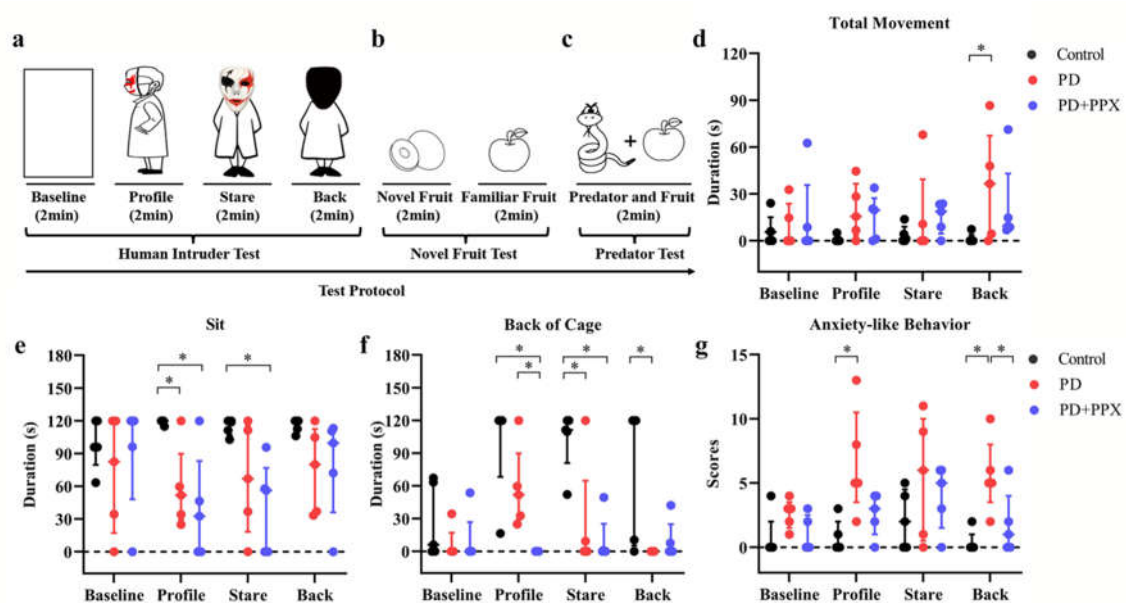 a
b
c
Baseline
(2min)
Profile
(2min)
Stare
(2min)
Back
(2min)
Human Intruder Test
Novel Fruit
(2min)
Familiar Fruit
(2min)
Novel Fruit Test
+
Predator and Fruit
(2min)
Predator Test
Test Protocol
d
Total Movement
Duration (s)
120
90
60
30
0
*
Baseline Profile Stare Back
Control
PD
PD+PPX
e
Sit
Duration (s)
180
150
120
90
60
30
0
* * *
Baseline Profile Stare Back
f
Back of Cage
Duration (s)
180
150
120
90
60
30
0
* * * * *
Baseline Profile Stare Back
g
Anxiety-like Behavior
Scores
15
10
5
0
* * *
Baseline Profile Stare Back
Control
PD
PD+PPX